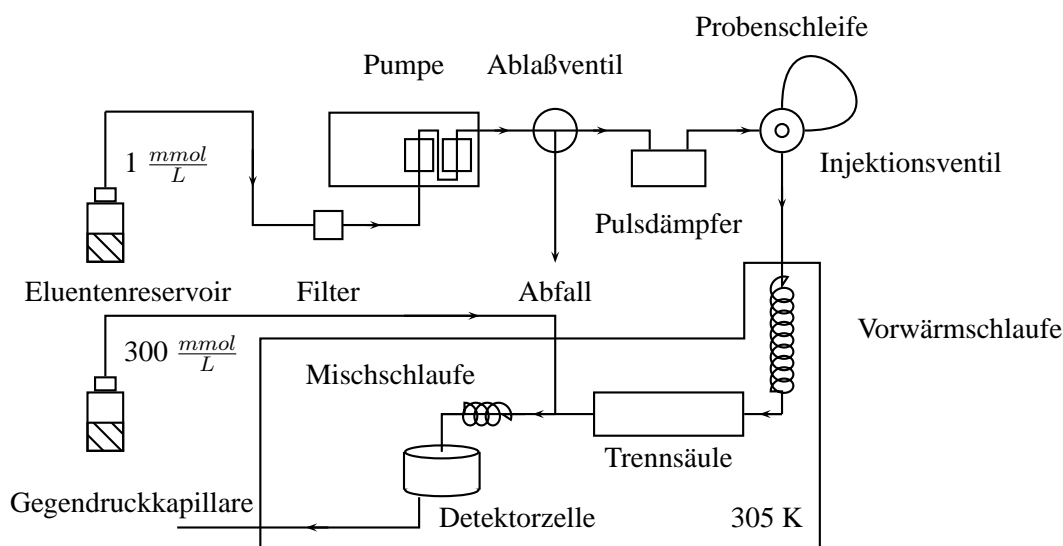 Probenschleife
Pumpe
Ablaßventil
1 mmol/L
Injektionsventil
Pulsdämpfer
Eluentenreservoir
Filter
Abfall
Vorwärmschlaufe
300 mmol/L
Mischschlaufe
Trennsäule
Gegendruckkapillare
Detektorzelle
305 K